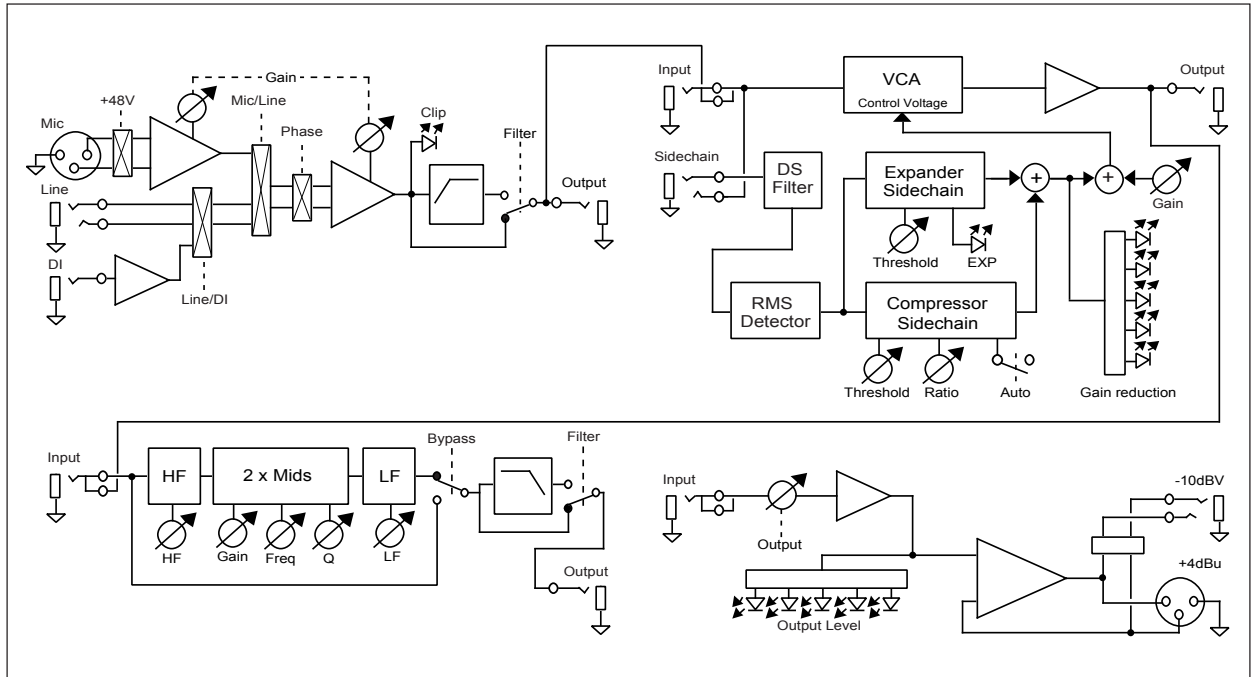 Gain
+48V
Mic/Line
Mic
Phase
Clip
Filter
Line
Output
DI
Line/DI
Input
VCA
Control Voltage
Output
Sidechain
DS
Filter
Expander
Sidechain
+
+
Gain
Threshold
EXP
RMS
Detector
Compressor
Sidechain
Threshold
Ratio
Auto
Gain reduction
Input
HF
2 x Mids
LF
Bypass
Filter
HF
Gain
Freq
Q
LF
Output
Input
Output
Output Level
-10dBV
+4dBu